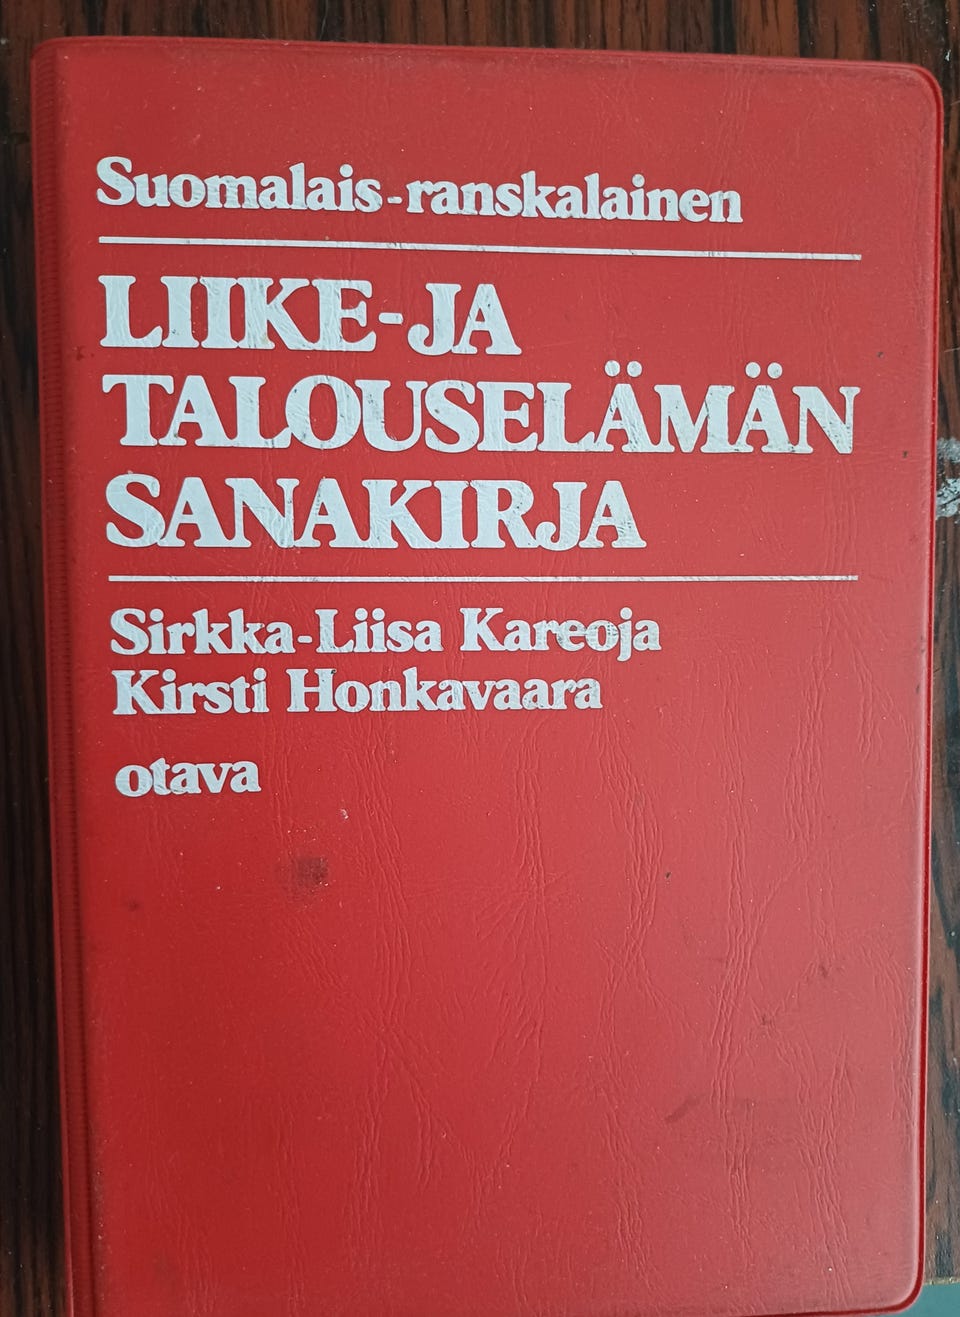 Suomalais-ranskalainen
LIIKE-JA
TALOUSELÄMÄN
SANAKIRJA
Sirkka-Liisa Kareoja
Kirsti Honkavaara
otava